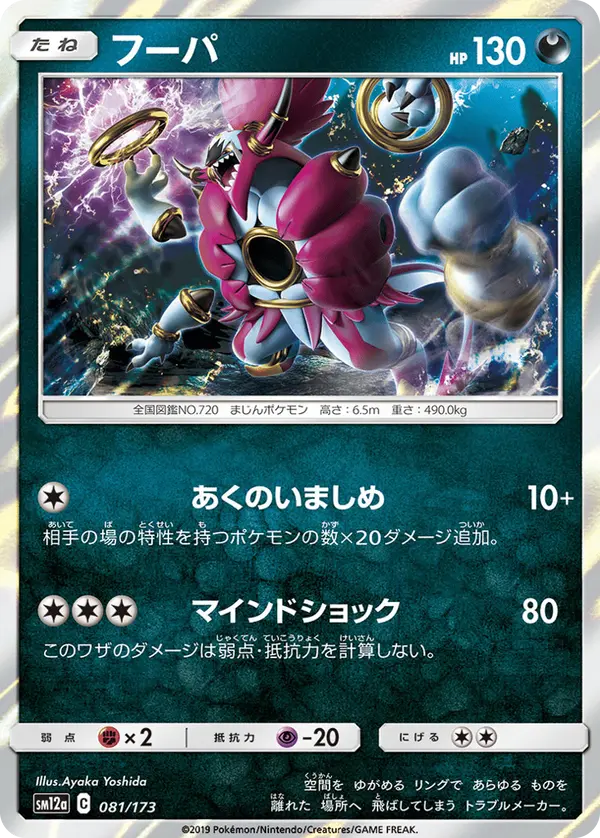 たね フーパ HP 130
全国図鑑NO.720 まじんポケモン 高さ:6.5m 重さ:490.0kg
あくのいましめ 10+
相手の場の特性を持つポケモンの数×20ダメージ追加。
マインドショック 80
このワザのダメージは弱点・抵抗力を計算しない。
弱点 ×2 抵抗力 -20 にげる
Illus.Ayaka Yoshida
sm12a C 081/173
空間を ゆがめる リングで あらゆる ものを
離れた 場所へ 飛ばしてしまう トラブルメーカー。
©2019 Pokémon/Nintendo/Creatures/GAME FREAK.